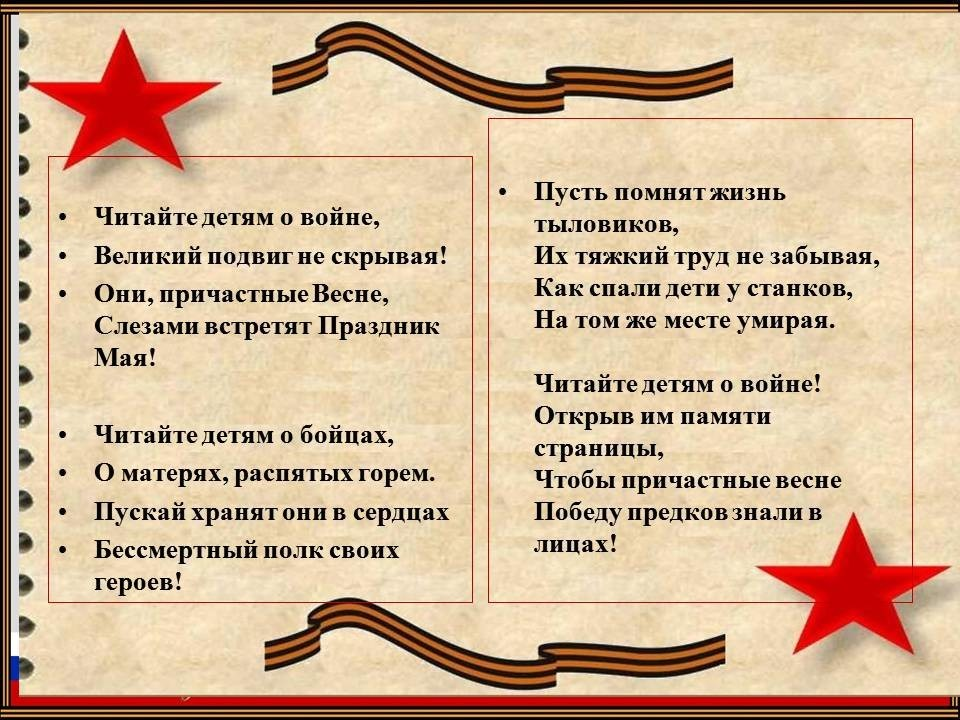 • Читайте детям о войне,
• Великий подвиг не скрывая!
• Они, причастные Весне,
Слезами встретят Праздник
Мая!
• Читайте детям о бойцах,
• О матерях, распятых горем.
• Пускай хранят они в сердцах
• Бессмертный полк своих
героев!
• Пусть помнят жизнь
тыловиков,
Их тяжкий труд не забывая,
Как спали дети у станков,
На том же месте умирая.
Читайте детям о войне!
Открыв им памяти
страницы,
Чтобы причастные весне
Победу предков знали в
лицах!